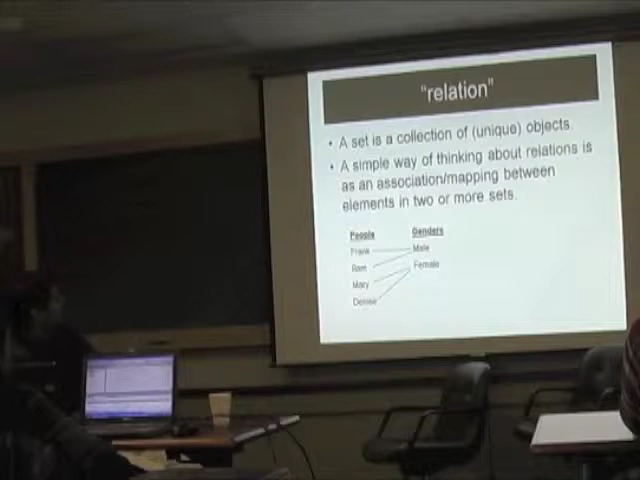 “relation”
• A set is a collection of (unique) objects.
• A simple way of thinking about relations is
as an association/mapping between
elements in two or more sets.
People Genders
Frank Male
Sam Female
Mary
Denise